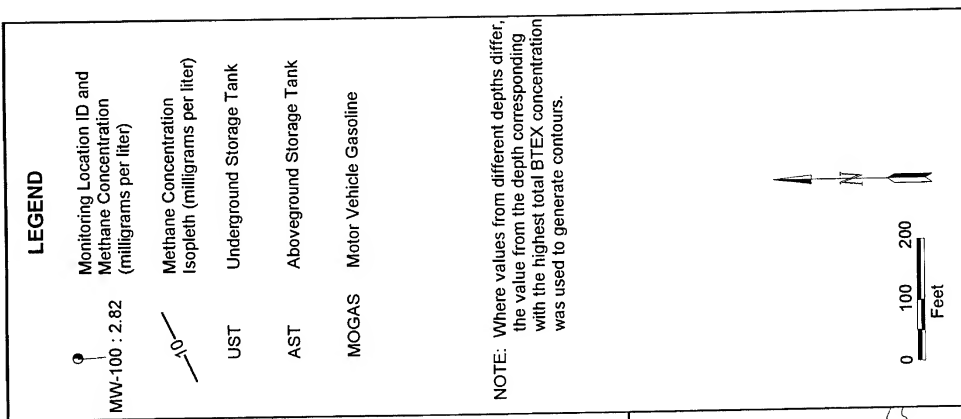 LEGEND
MW-100 : 2.82
Monitoring Location ID and
Methane Concentration
(milligrams per liter)
10
Methane Concentration
Isopleth (milligrams per liter)
UST Underground Storage Tank
AST Aboveground Storage Tank
MOGAS Motor Vehicle Gasoline
NOTE: Where values from different depths differ,
the value from the depth corresponding
with the highest total BTEX concentration
was used to generate contours.
N
0 100 200
Feet